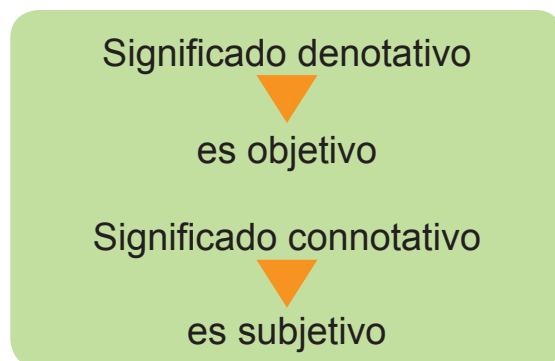 Significado denotativo
es objetivo
Significado connotativo
es subjetivo